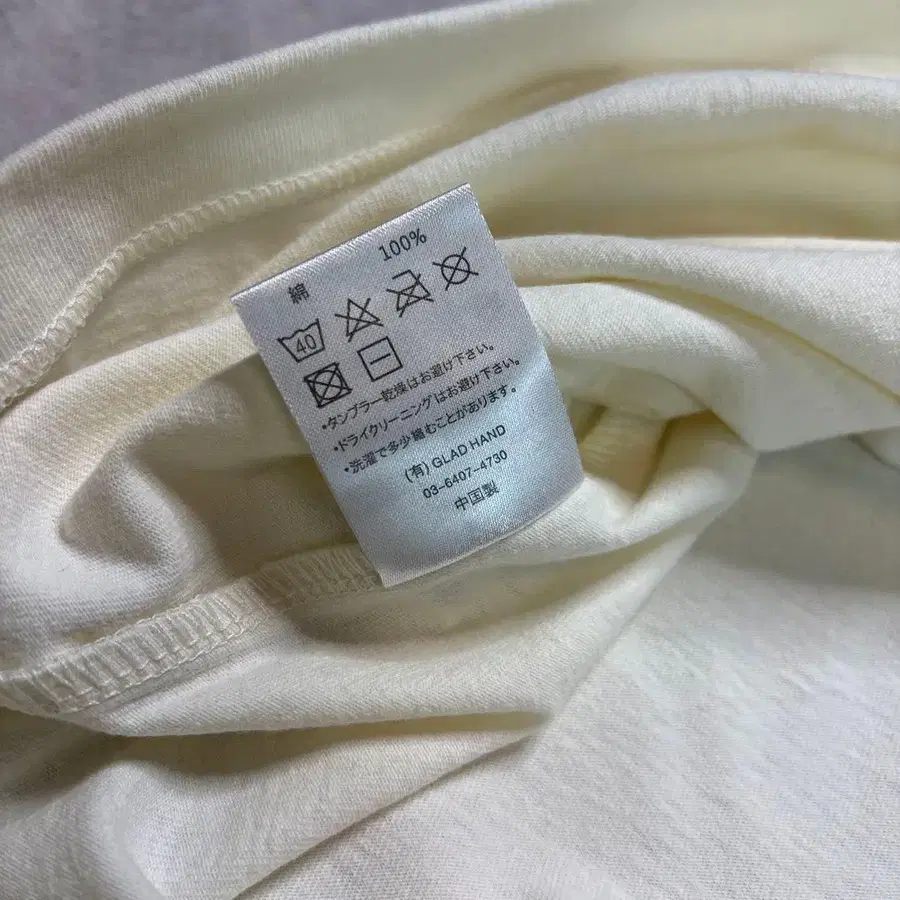 綿 100%
40
・タンブラー乾燥はお避け下さい。
・ドライクリーニングはお避け下さい。
・洗濯で多少縮むことがあります。
(有) GLAD HAND
03-6407-4730
中国製